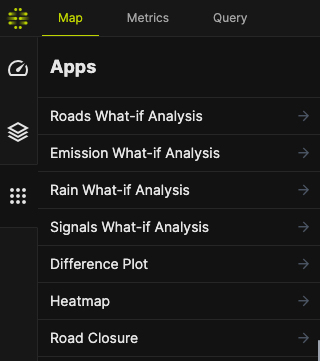 Map Metrics Query
Apps
Roads What-if Analysis
Emission What-if Analysis
Rain What-if Analysis
Signals What-if Analysis
Difference Plot
Heatmap
Road Closure